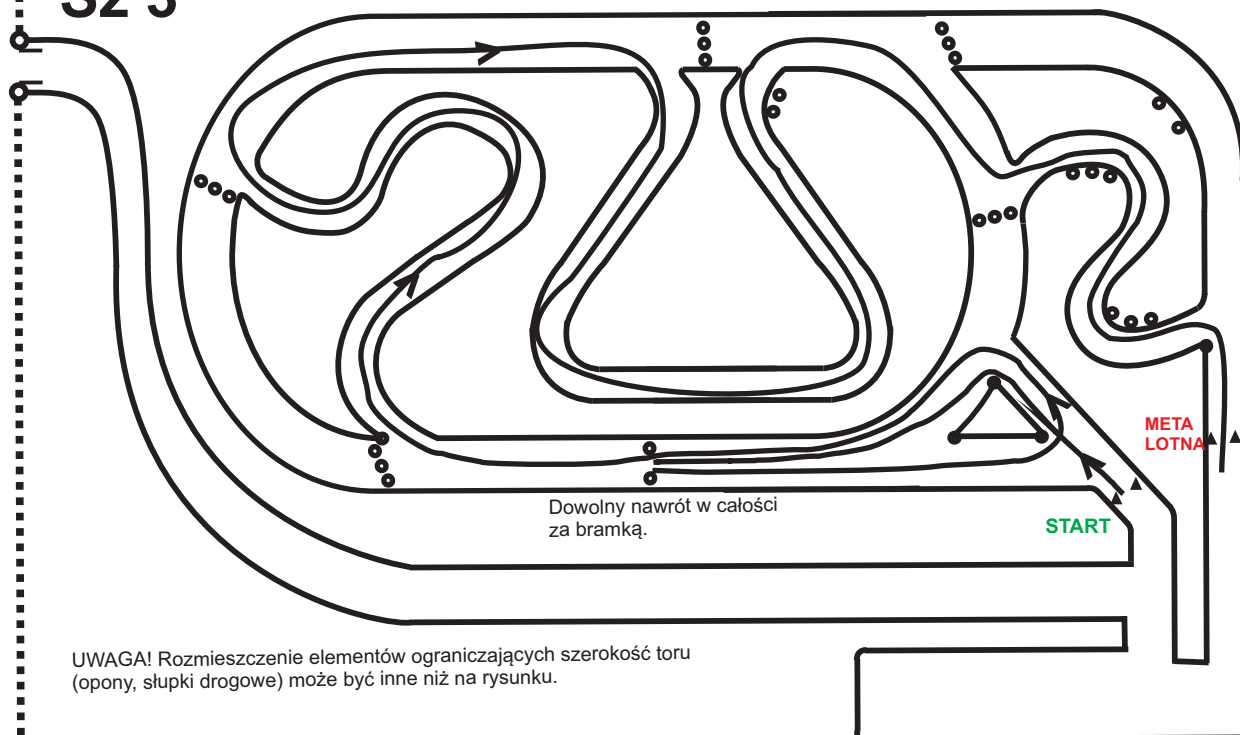 Sz 3
META
LOTNA
Dowolny nawrót w całości
za bramką.
START
UWAGA! Rozmieszczenie elementów ograniczających szerokość toru
(opony, słupki drogowe) może być inne niż na rysunku.